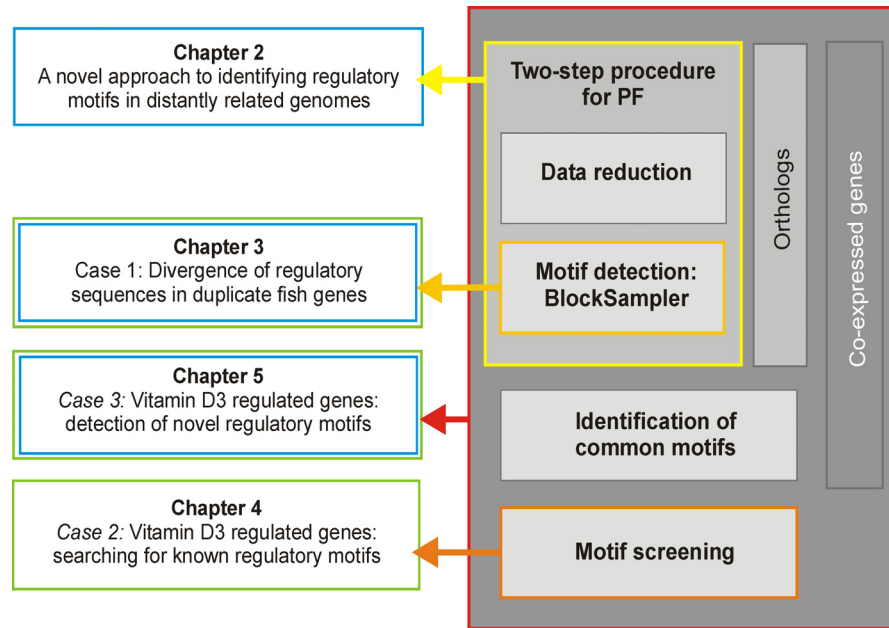 Chapter 2
A novel approach to identifying regulatory
motifs in distantly related genomes
Chapter 3
Case 1: Divergence of regulatory
sequences in duplicate fish genes
Chapter 5
Case 3: Vitamin D3 regulated genes:
detection of novel regulatory motifs
Chapter 4
Case 2: Vitamin D3 regulated genes:
searching for known regulatory motifs
Two-step procedure
for PF
Data reduction
Motif detection:
BlockSampler
Identification of
common motifs
Motif screening
Orthologs
Co-expressed genes